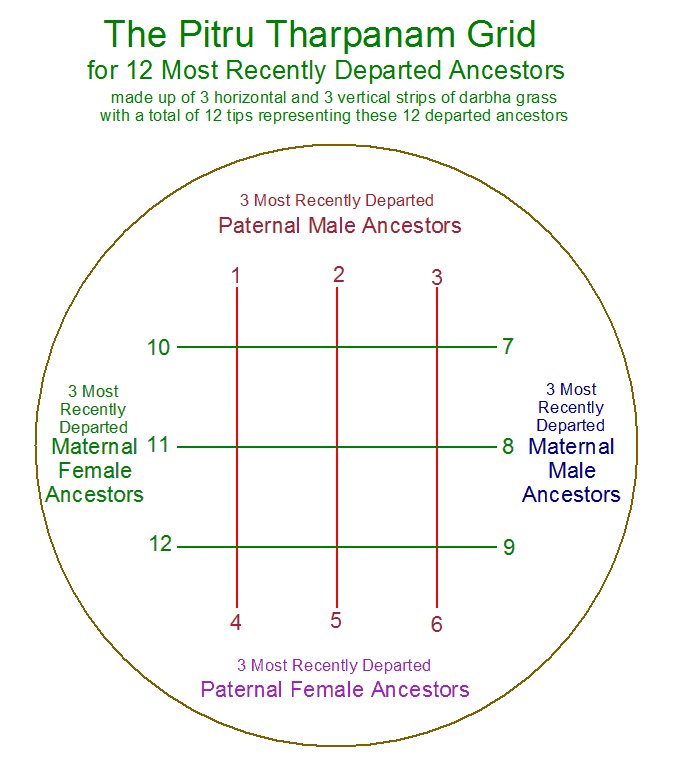 The Pitru Tharpanam Grid
for 12 Most Recently Departed Ancestors
made up of 3 horizontal and 3 vertical strips of darbha grass
with a total of 12 tips representing these 12 departed ancestors
3 Most Recently Departed
Paternal Male Ancestors
1 2 3
10 7
3 Most
Recently
Departed
Maternal
Female
Ancestors
11 8
3 Most
Recently
Departed
Maternal
Male
Ancestors
12 9
4 5 6
3 Most Recently Departed
Paternal Female Ancestors